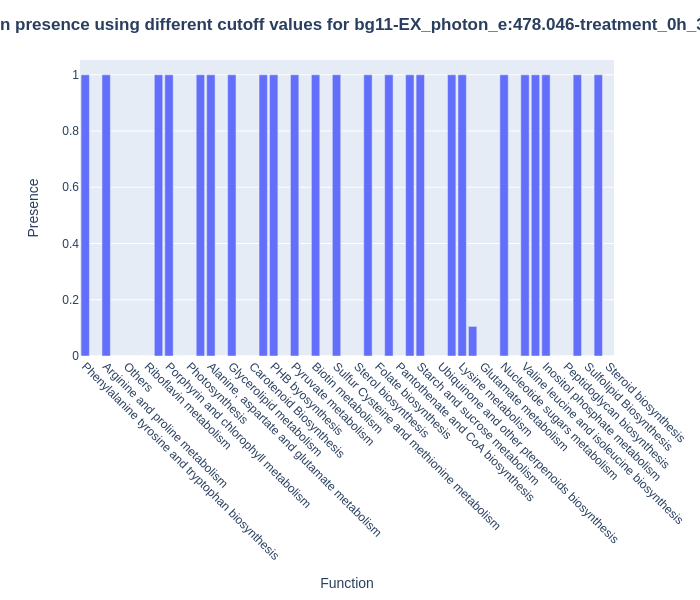 n presence using different cutoff values for bg11-EX_photon_e:478.046-treatment_0h_3
Presence
1
0.8
0.6
0.4
0.2
0
Phenylalanine tyrosine and tryptophan biosynthesis
Arginine and proline metabolism
Others
Riboflavin metabolism
Porphyrin and chlorophyll metabolism
Photosynthesis
Alanine, aspartate and glutamate metabolism
Glycerolipid metabolism
Carotenoid Biosynthesis
PHB byosynthesis
Pyruvate metabolism
Biotin metabolism
Sulfur Cysteine and methionine metabolism
Sterol biosynthesis
Folate biosynthesis
Pantothenate and CoA biosynthesis
Starch and sucrose metabolism
Ubiquinone and other pterpenoids biosynthesis
Lysine metabolism
Glutamate metabolism
Nucleotide sugars metabolism
Valine leucine and isoleucine biosynthesis
Inositol phosphate metabolism
Peptidoglycan biosynthesis
Sulfolipid Biosynthesis
Steroid biosynthesis
Function